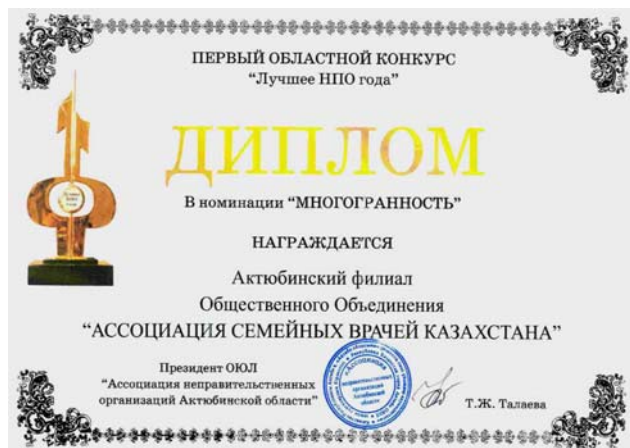 ПЕРВЫЙ ОБЛАСТНОЙ КОНКУРС
“Лучшее НПО года”
ДИПЛОМ
В номинации “МНОГОГРАННОСТЬ”
НАГРАЖДАЕТСЯ
Актюбинский филиал
Общественного Объединения
“АССОЦИАЦИЯ СЕМЕЙНЫХ ВРАЧЕЙ КАЗАХСТАНА”
Президент ОЮЛ
“Ассоциация неправительственных
организаций Актюбинской области”
Т.Ж. Талаева